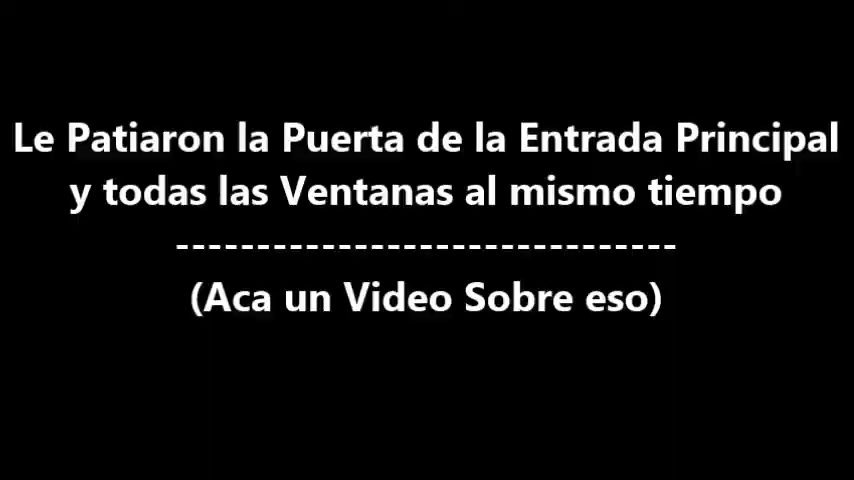 Le Patiaron la Puerta de la Entrada Principal
y todas las Ventanas al mismo tiempo
-------------------------------
(Aca un Video Sobre eso)